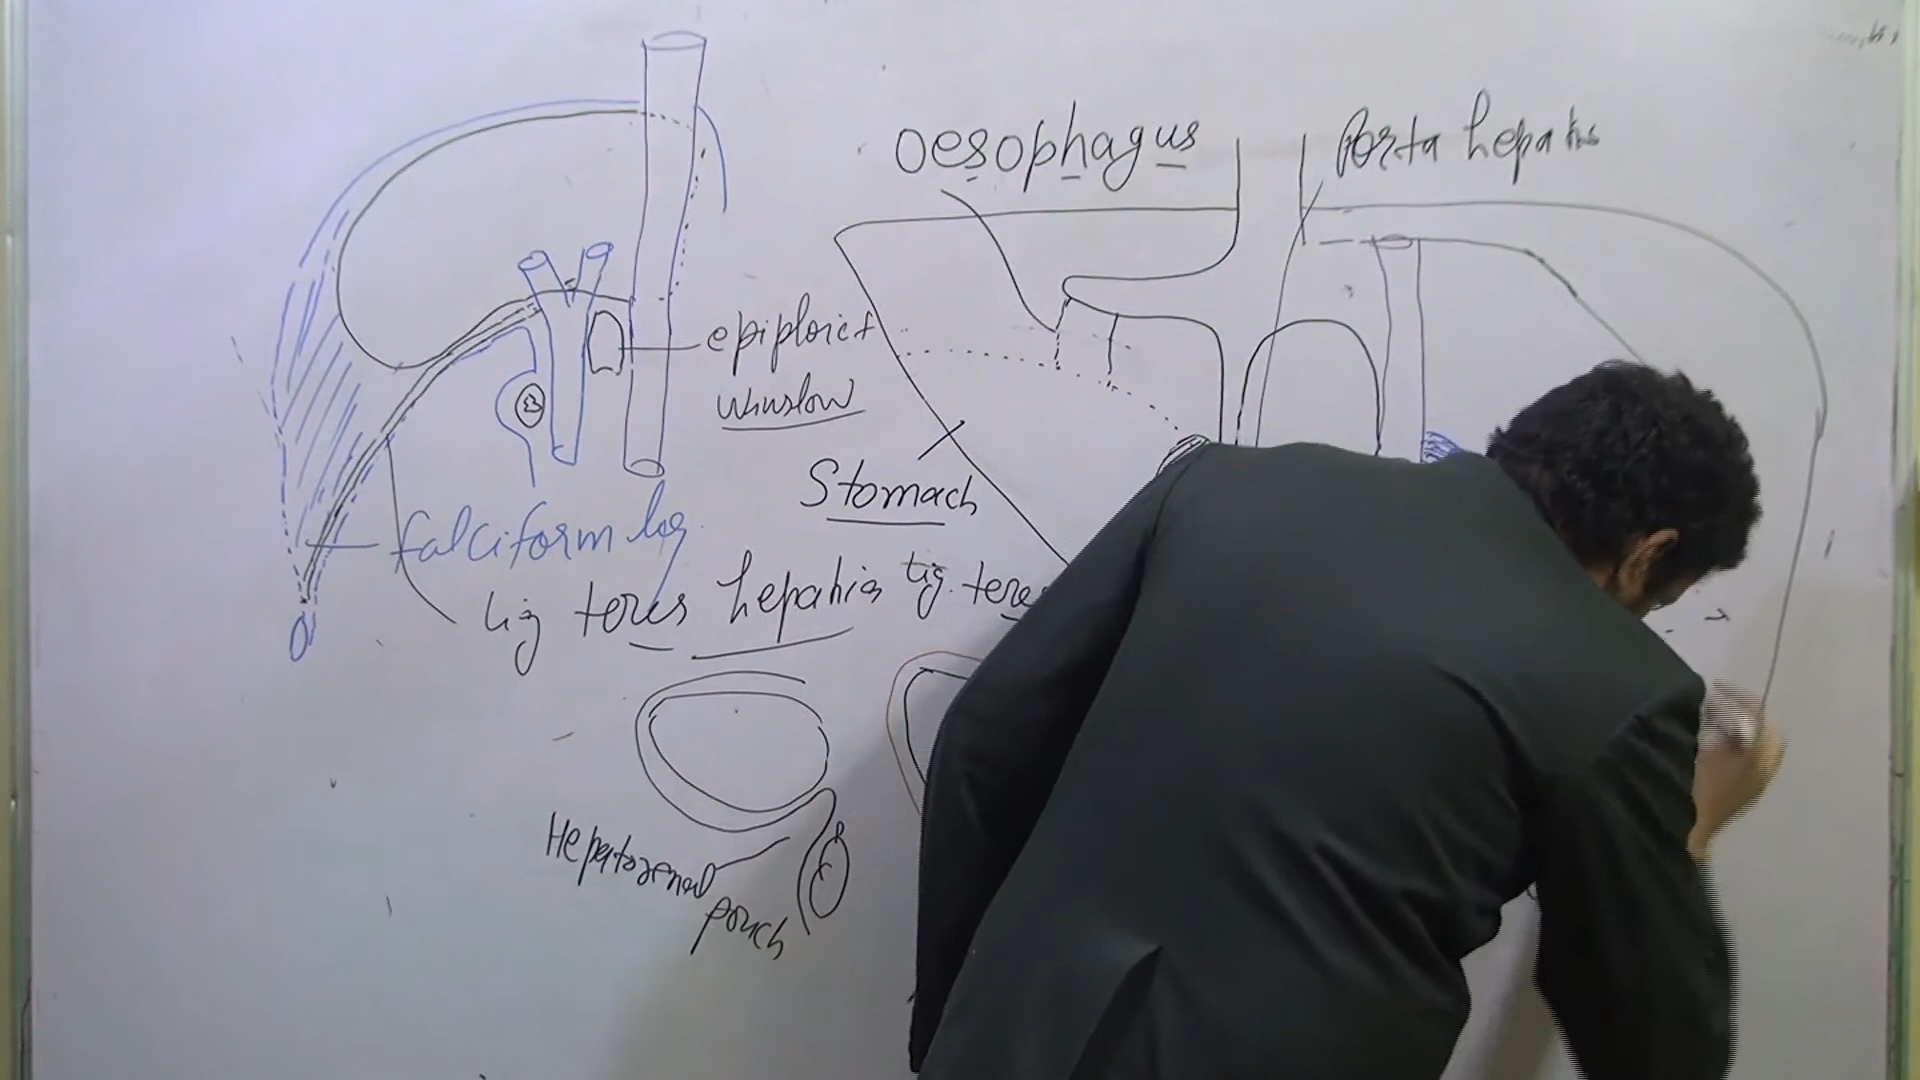 oesophagus
Porta hepatis
epiploic f
winslow
Stomach
falciform lig
lig teres hepatis
lig. teres
Hepatorenal
pouch